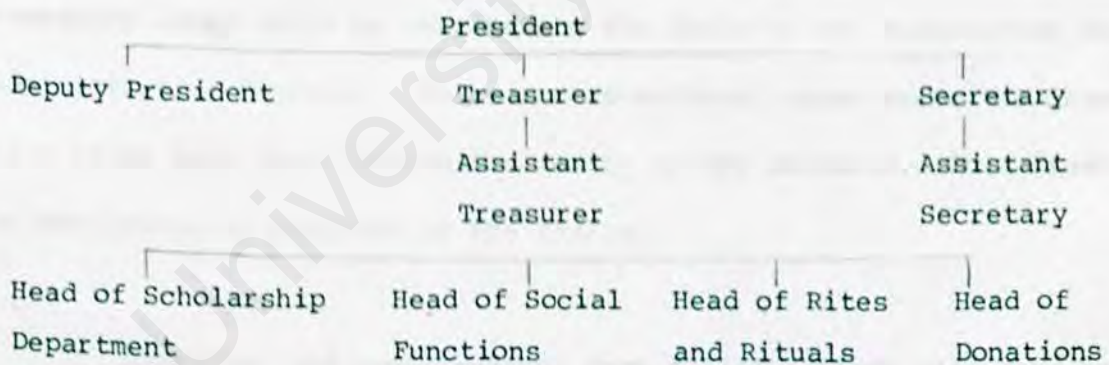 President
Deputy President Treasurer Secretary
Assistant Assistant
Treasurer Secretary
Head of Scholarship Head of Social Head of Rites Head of
Department Functions and Rituals Donations
University